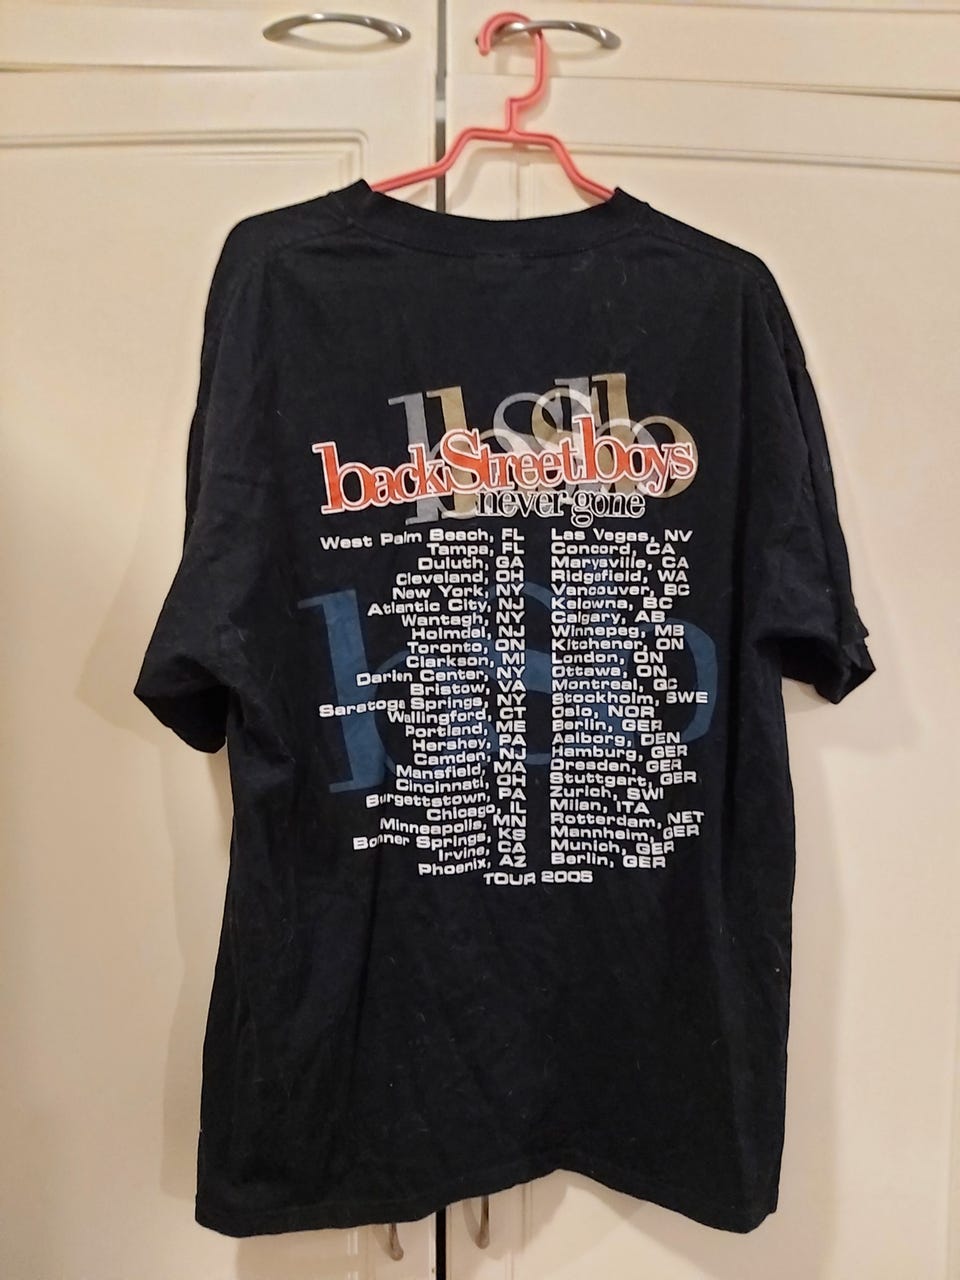 bsb
backStreetboys
never gone
West Palm Beach, FL
Tampa, FL
Duluth, GA
Cleveland, OH
New York, NY
Atlantic City, NJ
Wantagh, NY
Holmdel, NJ
Toronto, ON
Clarkson, MI
Darien Center, NY
Bristow, VA
Saratoga Springs, NY
Wallingford, CT
Portland, ME
Hershey, PA
Camden, NJ
Mansfield, MA
Cincinnati, OH
Burgettstown, PA
Chicago, IL
Minneapolis, MN
Bonner Springs, KS
Irvine, CA
Phoenix, AZ
Las Vegas, NV
Concord, CA
Marysville, CA
Ridgefield, WA
Vancouver, BC
Kelowna, BC
Calgary, AB
Winnepeg, MB
Kitchener, ON
London, ON
Ottawa, ON
Montreal, QC
Stockholm, SWE
Oslo, NOR
Berlin, GER
Aalborg, DEN
Hamburg, GER
Dresden, GER
Stuttgart, GER
Zurich, SWI
Milan, ITA
Rotterdam, NET
Mannheim, GER
Munich, GER
Berlin, GER
TOUR 2005
bsb